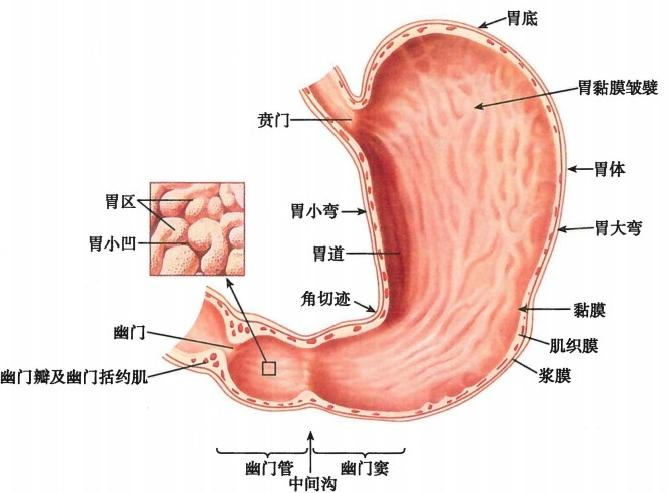 胃底
胃黏膜皱襞
贲门
胃体
胃区
胃小弯
胃大弯
胃小凹
胃道
角切迹
黏膜
幽门
肌织膜
幽门瓣及幽门括约肌
浆膜
幽门管
幽门窦
中间沟